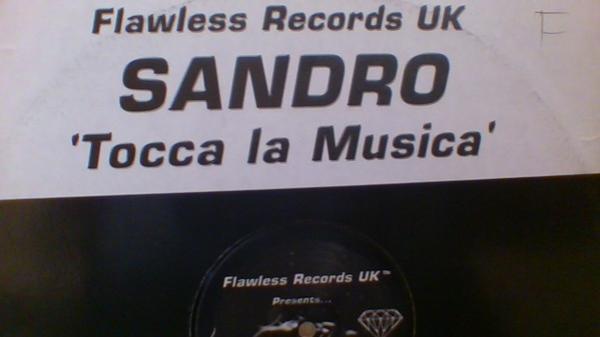 Flawless Records UK
F
SANDRO
'Tocca la Musica'
Flawless Records UK™
Presents...